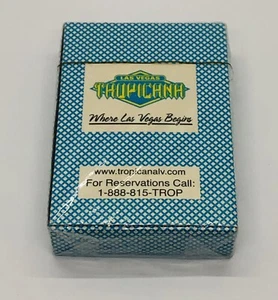 LAS VEGAS
TROPICANA
Where Las Vegas Begins
www.tropicanalv.com
For Reservations Call:
1-888-815-TROP